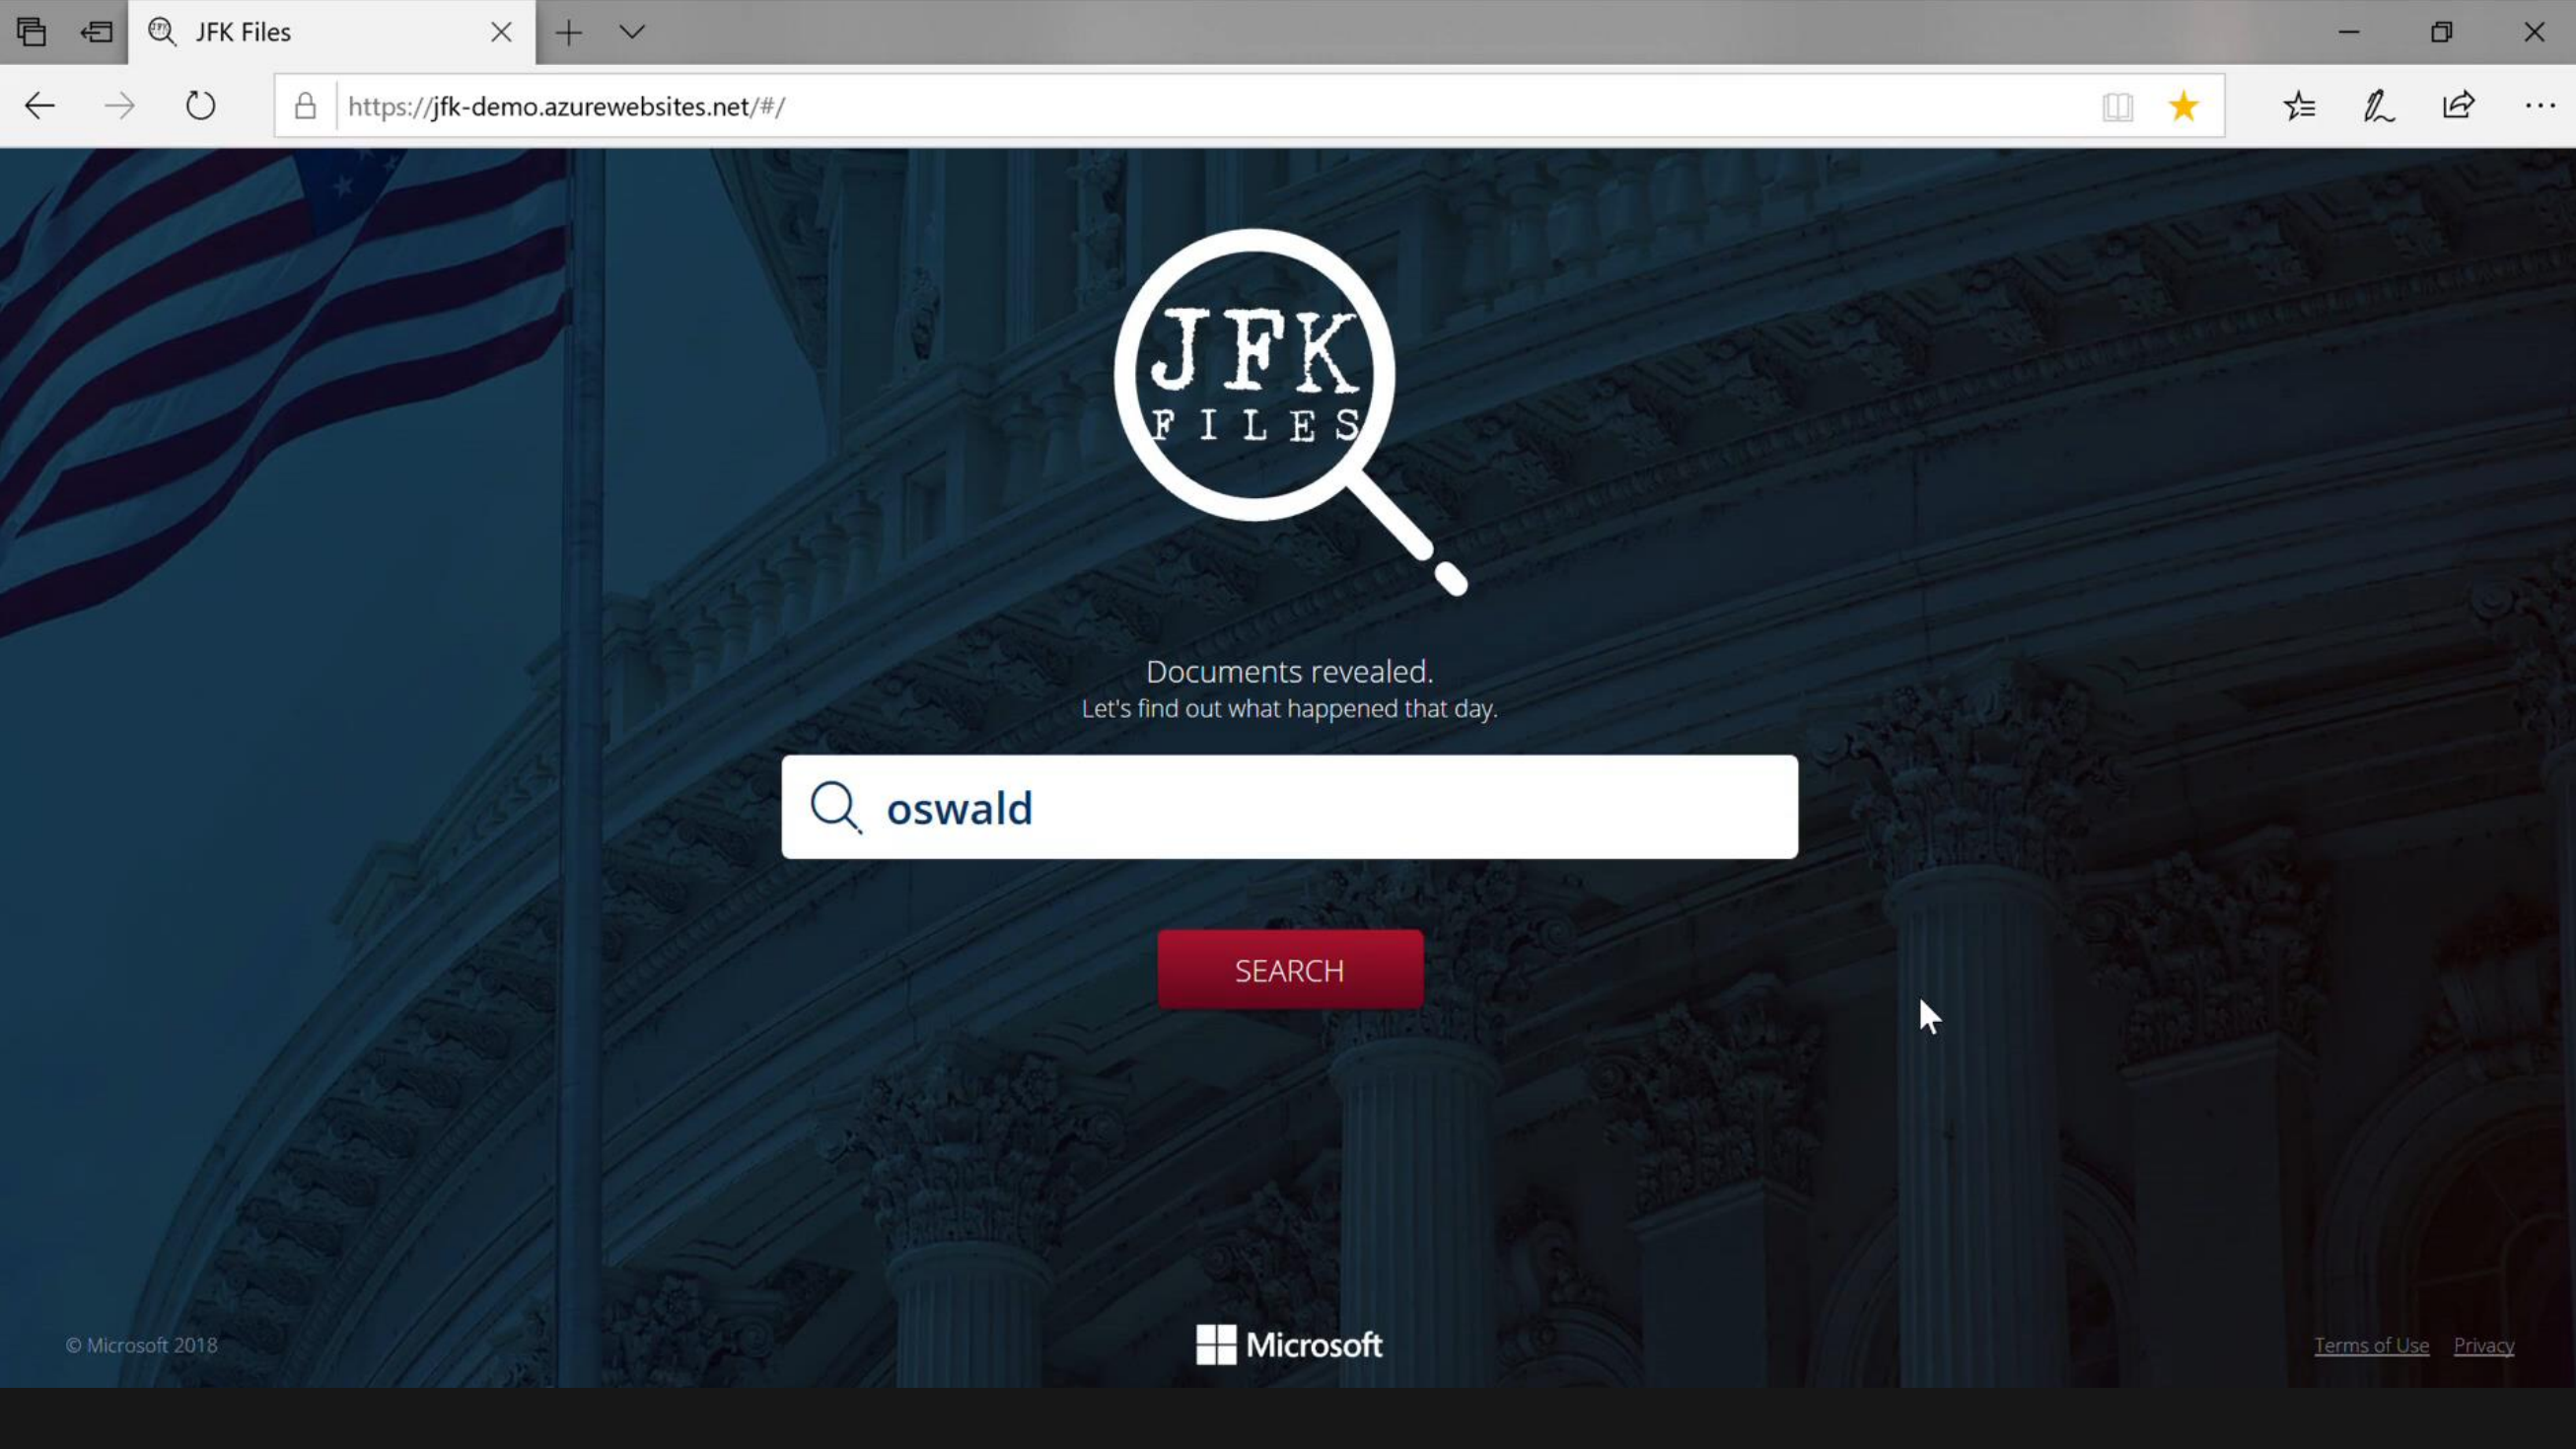 JFK Files
https://jfk-demo.azurewebsites.net/#/
JFK
FILES
Documents revealed.
Let's find out what happened that day.
oswald
SEARCH
© Microsoft 2018
Microsoft
Terms of Use Privacy